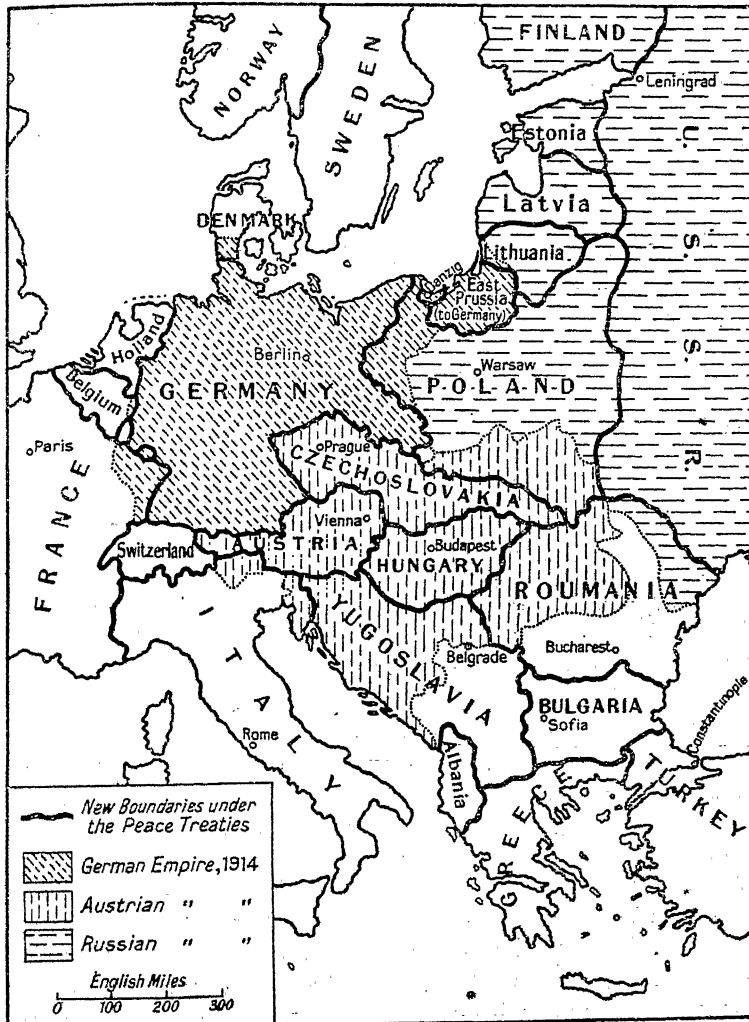 FINLAND
Leningrad
NORWAY
SWEDEN
Estonia
U. S. S. R.
Latvia
DENMARK
Lithuania
Danzig
East
Prussia
(to Germany)
Holland
Berlin
Warsaw
GERMANY
POLAND
Belgium
Paris
Prague
CZECHOSLOVAKIA
FRANCE
Vienna
Switzerland
AUSTRIA
Budapest
HUNGARY
ROUMANIA
ITALY
YUGOSLAVIA
Belgrade
Bucharest
BULGARIA
Sofia
Constantinople
Rome
Albania
GREECE
TURKEY
New Boundaries under
the Peace Treaties
German Empire, 1914
Austrian " "
Russian " "
English Miles
0 100 200 300